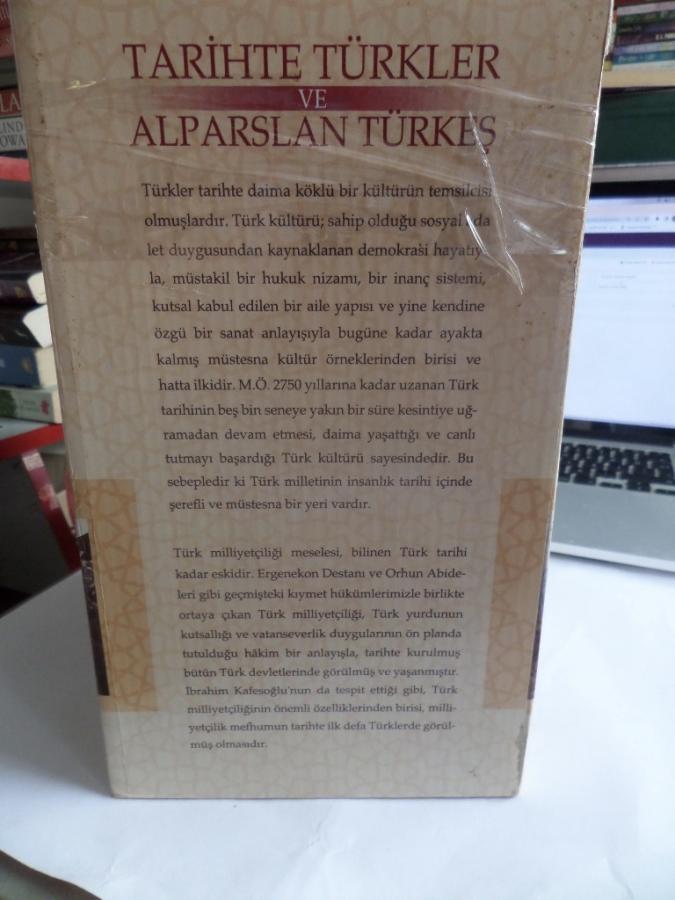 TARİHTE TÜRKLER
VE
ALPARSLAN TÜRKEŞ
Türkler tarihte daima köklü bir kültürün temsilcisi
olmuşlardır. Türk kültürü; sahip olduğu sosyal ada
let duygusundan kaynaklanan demokrasi hayatıy
la, müstakil bir hukuk nizamı, bir inanç sistemi,
kutsal kabul edilen bir aile yapısı ve yine kendine
özgü bir sanat anlayışıyla bugüne kadar ayakta
kalmış müstesna kültür örneklerinden birisi ve
hatta ilkidir. M.Ö. 2750 yıllarına kadar uzanan Türk
tarihinin beş bin seneye yakın bir süre kesintiye uğ-
ramadan devam etmesi, daima yaşattığı ve canlı
tutmayı başardığı Türk kültürü sayesindedir. Bu
sebepledir ki Türk milletinin insanlık tarihi içinde
şerefli ve müstesna bir yeri vardır.
Türk milliyetçiliği meselesi, bilinen Türk tarihi
kadar eskidir. Ergenekon Destanı ve Orhun Abide-
leri gibi geçmişteki kıymet hükümlerimizle birlikte
ortaya çıkan Türk milliyetçiliği, Türk yurdunun
kutsallığı ve vatanseverlik duygularının ön planda
tutulduğu hâkim bir anlayışla, tarihte kurulmuş
bütün Türk devletlerinde görülmüş ve yaşanmıştır.
İbrahim Kafesoğlu'nun da tespit ettiği gibi, Türk
milliyetçiliğinin önemli özelliklerinden birisi, milli-
yetçilik mefhumun tarihte ilk defa Türklerde görül-
müş olmasıdır.